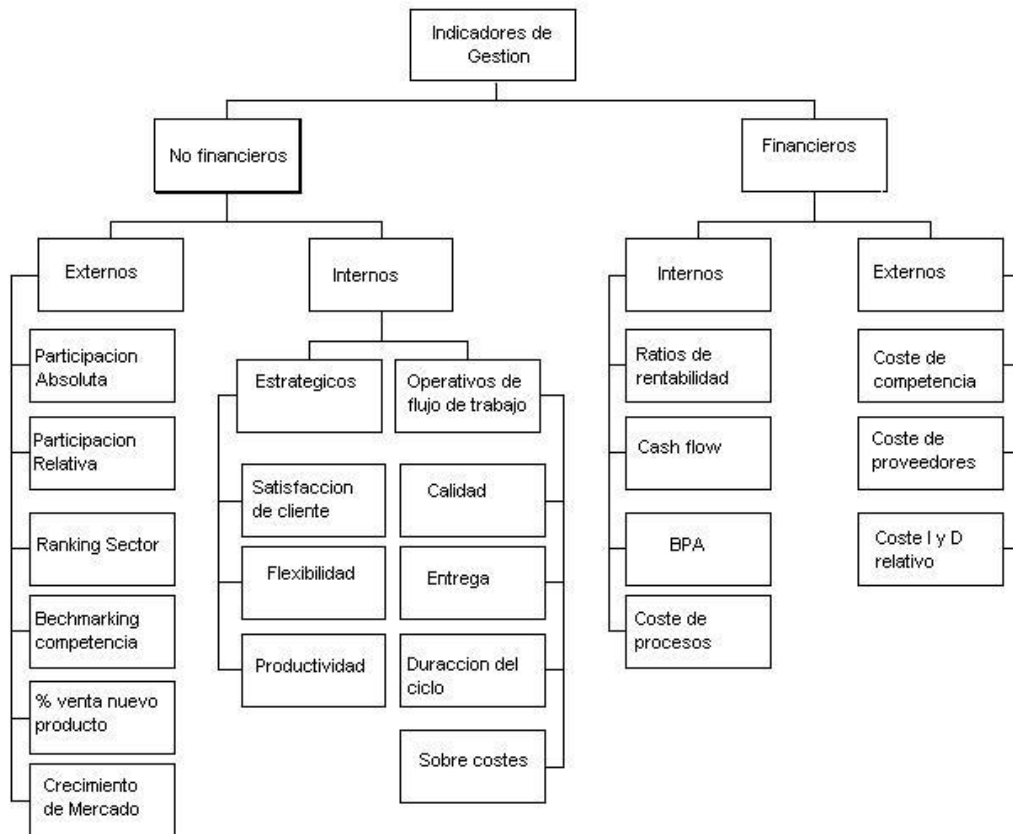 Indicadores de
Gestion
No financieros
Financieros
Externos
Internos
Internos
Externos
Participacion
Absoluta
Estrategicos
Operativos de
flujo de trabajo
Ratios de
rentabilidad
Coste de
competencia
Participacion
Relativa
Cash flow
Coste de
proveedores
Satisfaccion
de cliente
Calidad
Ranking Sector
BPA
Coste I y D
relativo
Flexibilidad
Entrega
Bechmarking
competencia
Coste de
procesos
Productividad
Duraccion del
ciclo
% venta nuevo
producto
Sobre costes
Crecimiento
de Mercado